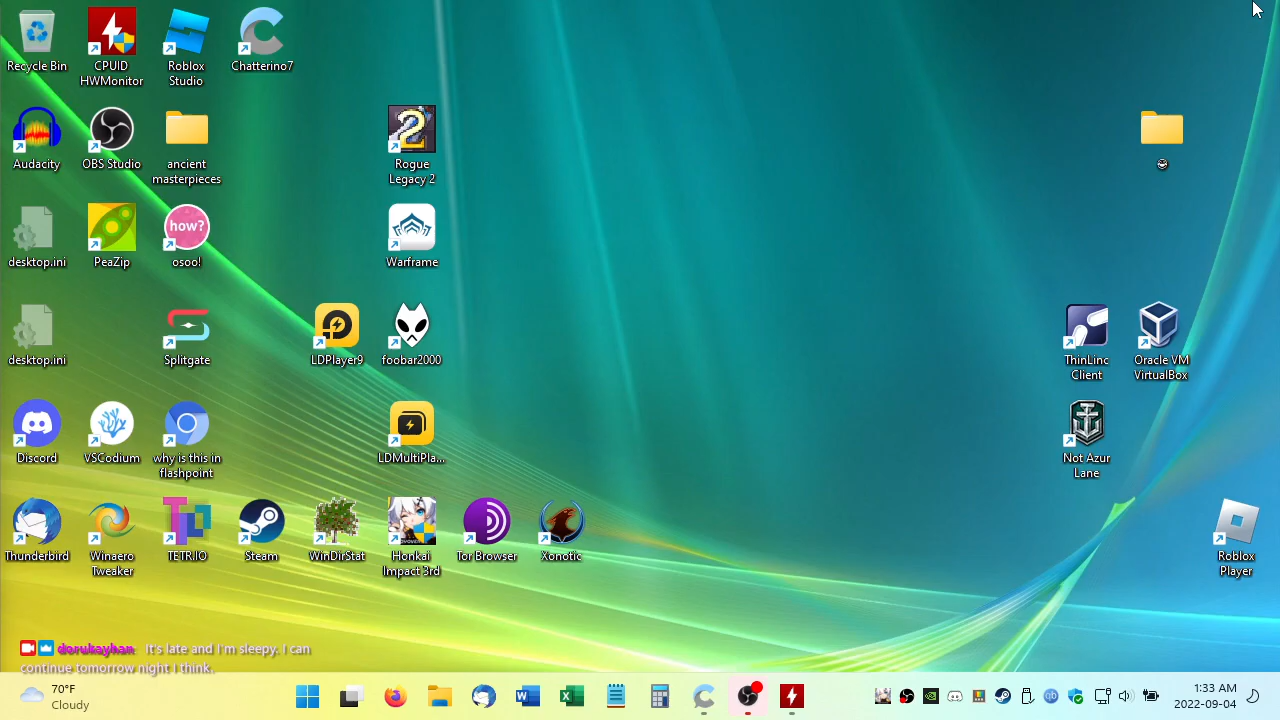 Recycle Bin
CPUID
HWMonitor
Roblox
Studio
Chatterino7
Audacity
OBS Studio
ancient
masterpieces
2
Rogue
Legacy 2
desktop.ini
PeaZip
how?
osoo!
Warframe
desktop.ini
Splitgate
LDPlayer9
foobar2000
ThinLinc
Client
Oracle VM
VirtualBox
Discord
VSCodium
why is this in
flashpoint
LDMultiPla...
Not Azur
Lane
Thunderbird
Winaero
Tweaker
TETR.IO
Steam
WinDirStat
Honkai
Impact 3rd
Tor Browser
Xonotic
Roblox
Player
dorukayhan It's late and I'm sleepy. I can
continue tomorrow night I think.
70°F
Cloudy
1:33 AM
2022-09-04